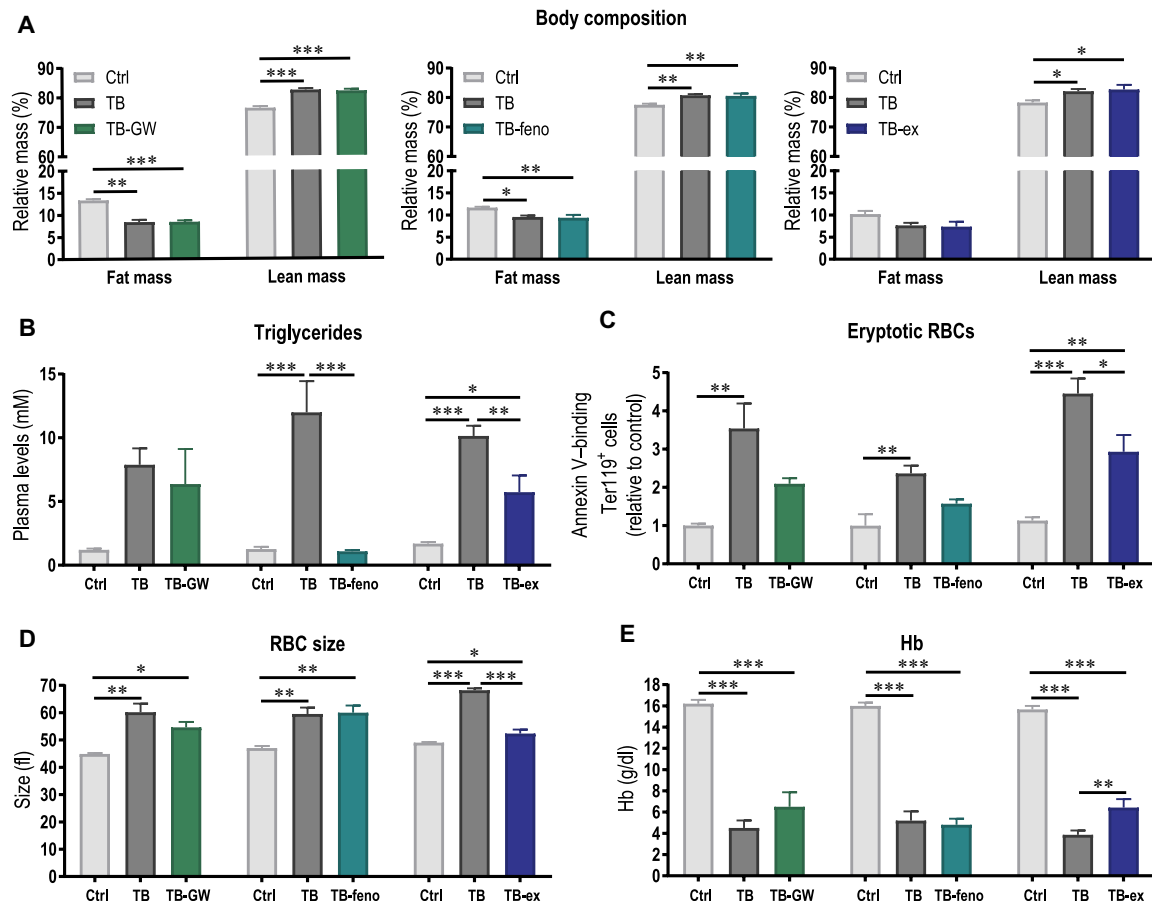 A
Body composition
Relative mass (%)
90
80
70
60
20
15
10
5
0
Ctrl
TB
TB-GW
***
***
***
**
Fat mass
Lean mass
Relative mass (%)
90
80
70
60
20
15
10
5
0
Ctrl
TB
TB-feno
**
**
**
*
Fat mass
Lean mass
Relative mass (%)
90
80
70
60
20
15
10
5
0
Ctrl
TB
TB-ex
*
*
Fat mass
Lean mass
B
Triglycerides
Plasma levels (mM)
15
10
5
0
*** ***
*
*** **
Ctrl TB TB-GW Ctrl TB TB-feno Ctrl TB TB-ex
C
Eryptotic RBCs
Annexin V–binding
Ter119+ cells
(relative to control)
5
4
3
2
1
0
**
**
**
*** *
Ctrl TB TB-GW Ctrl TB TB-feno Ctrl TB TB-ex
D
RBC size
Size (fl)
70
60
50
40
30
20
10
0
*
**
**
**
*
*** ***
Ctrl TB TB-GW Ctrl TB TB-feno Ctrl TB TB-ex
E
Hb
Hb (g/dl)
16
14
12
10
8
6
4
2
0
***
***
***
***
***
***
**
Ctrl TB TB-GW Ctrl TB TB-feno Ctrl TB TB-ex